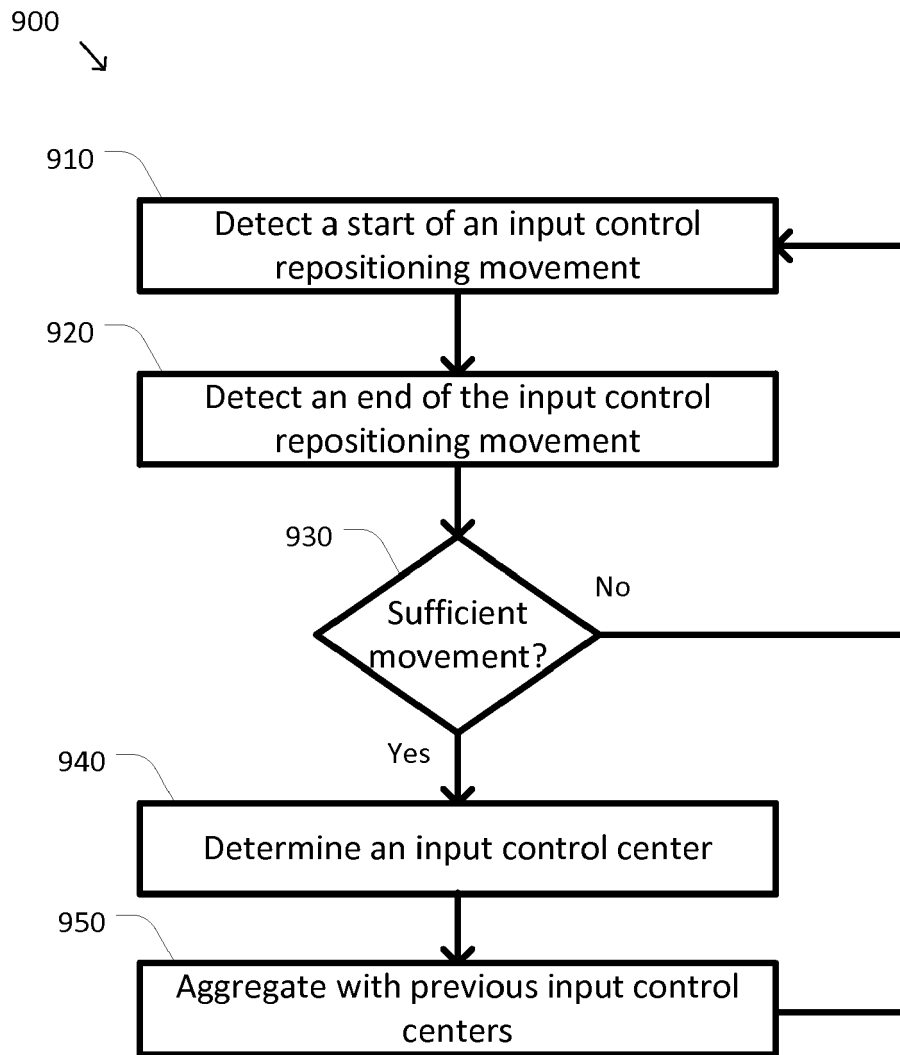 900
910
Detect a start of an input control
repositioning movement
920
Detect an end of the input control
repositioning movement
930
Sufficient
movement?
No
Yes
940
Determine an input control center
950
Aggregate with previous input control
centers